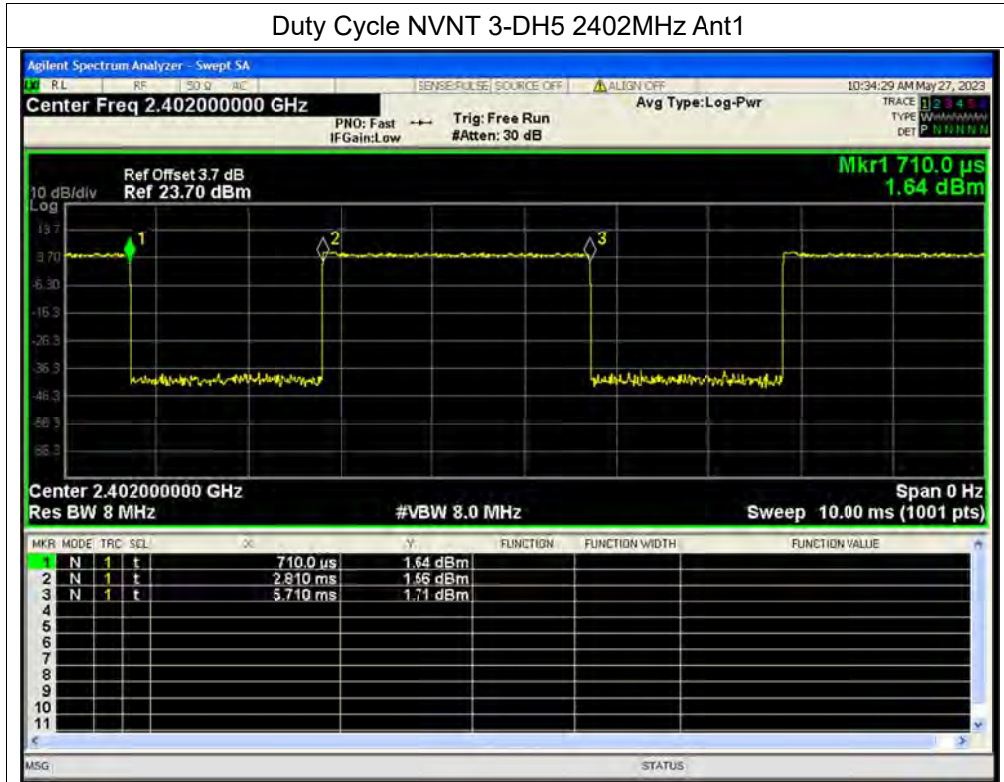 Duty Cycle NVNT 3-DH5 2402MHz Ant1
Agilent Spectrum Analyzer - Swept SA
LXI RL RF 50 Ω AC SENSE:PULSE SOURCE OFF ALIGN OFF 10:34:29 AM May 27, 2023
Center Freq 2.402000000 GHz Avg Type:Log-Pwr TRACE 1 2 3 4 5 6
PNO: Fast Trig: Free Run TYPE W
IFGain:Low #Atten: 30 dB DET P N N N N N
Mkr1 710.0 µs
Ref Offset 3.7 dB
10 dB/div Ref 23.70 dBm 1.64 dBm
Log
13.7
1 2 3
3.70
-6.30
-16.3
-26.3
-36.3
-46.3
-56.3
-66.3
Center 2.402000000 GHz Span 0 Hz
Res BW 8 MHz #VBW 8.0 MHz Sweep 10.00 ms (1001 pts)
MKR MODE TRC SCL X Y FUNCTION FUNCTION WIDTH FUNCTION VALUE
1 N 1 t 710.0 µs 1.64 dBm
2 N 1 t 2.810 ms 1.56 dBm
3 N 1 t 5.710 ms 1.71 dBm
4
5
6
7
8
9
10
11
MSG STATUS